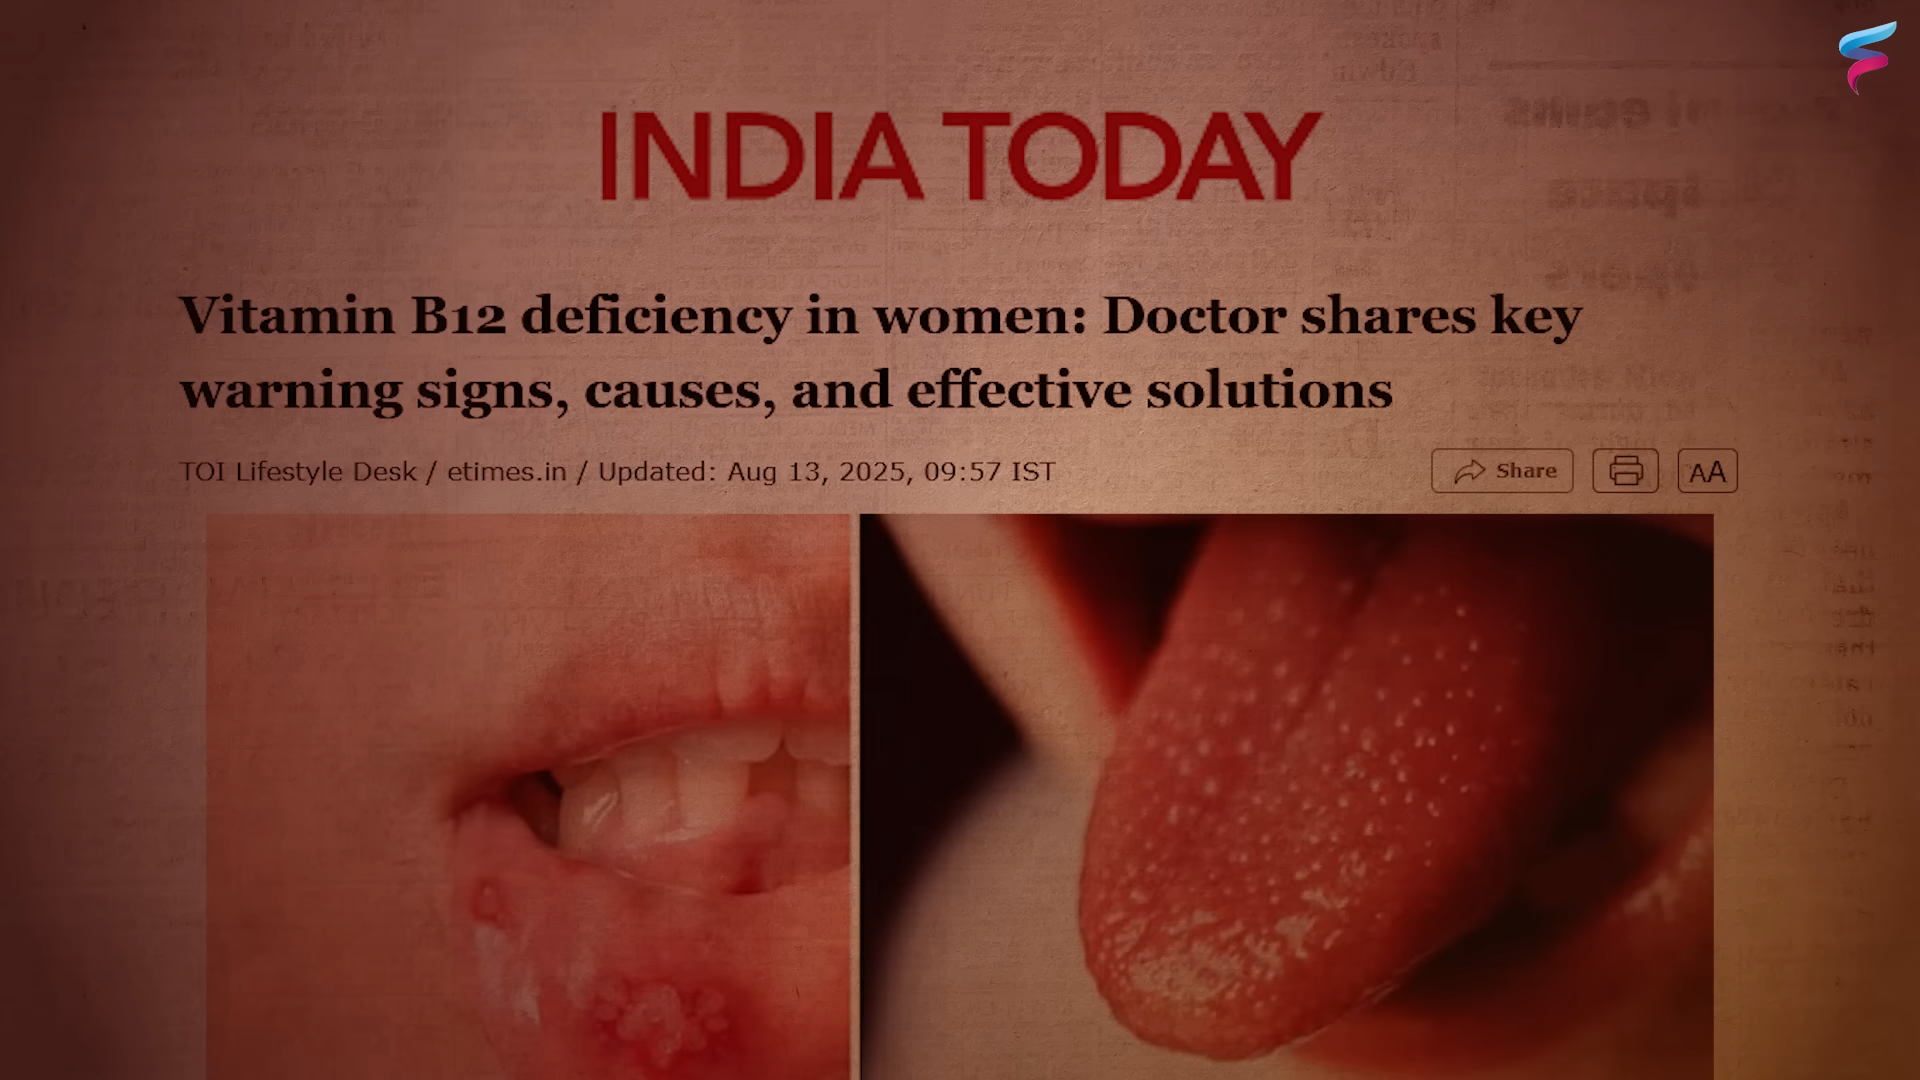 INDIA TODAY
Vitamin B12 deficiency in women: Doctor shares key
warning signs, causes, and effective solutions
TOI Lifestyle Desk / etimes.in / Updated: Aug 13, 2025, 09:57 IST
Share
AA